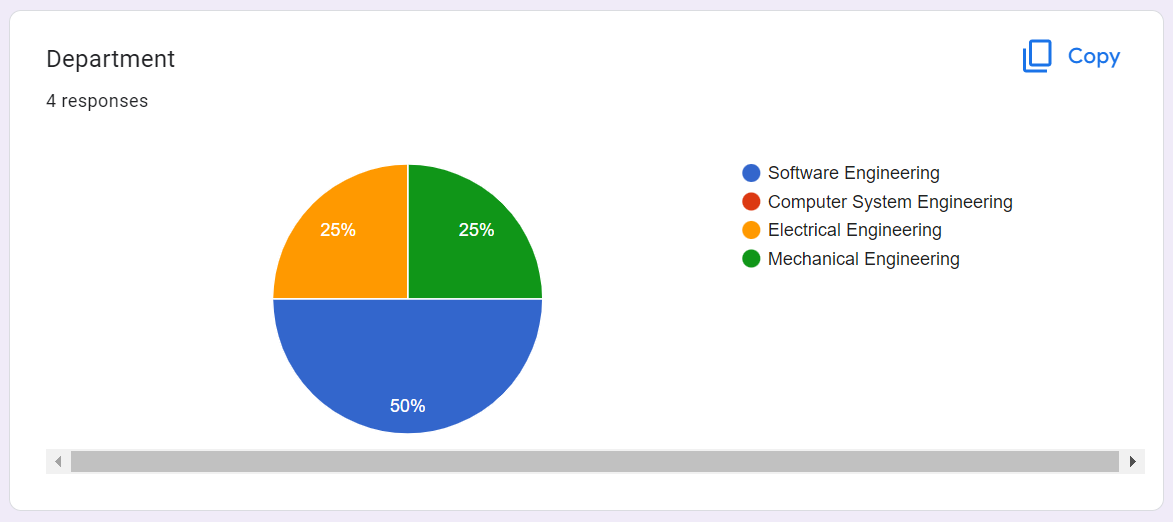 Department
Copy
4 responses
25%
25%
50%
Software Engineering
Computer System Engineering
Electrical Engineering
Mechanical Engineering